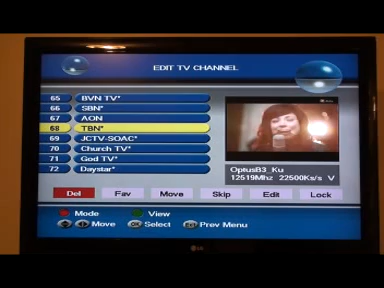 EDIT TV CHANNEL
65 BVN TV*
66 SBN*
67 AON
68 TBN*
69 JCTV-SOAC*
70 Church TV*
71 God TV*
72 Daystar*
OptusB3_Ku
12519Mhz 22500Ks/s V
Del Fav Move Skip Edit Lock
Mode View
Move OK Select Prev Menu
LG